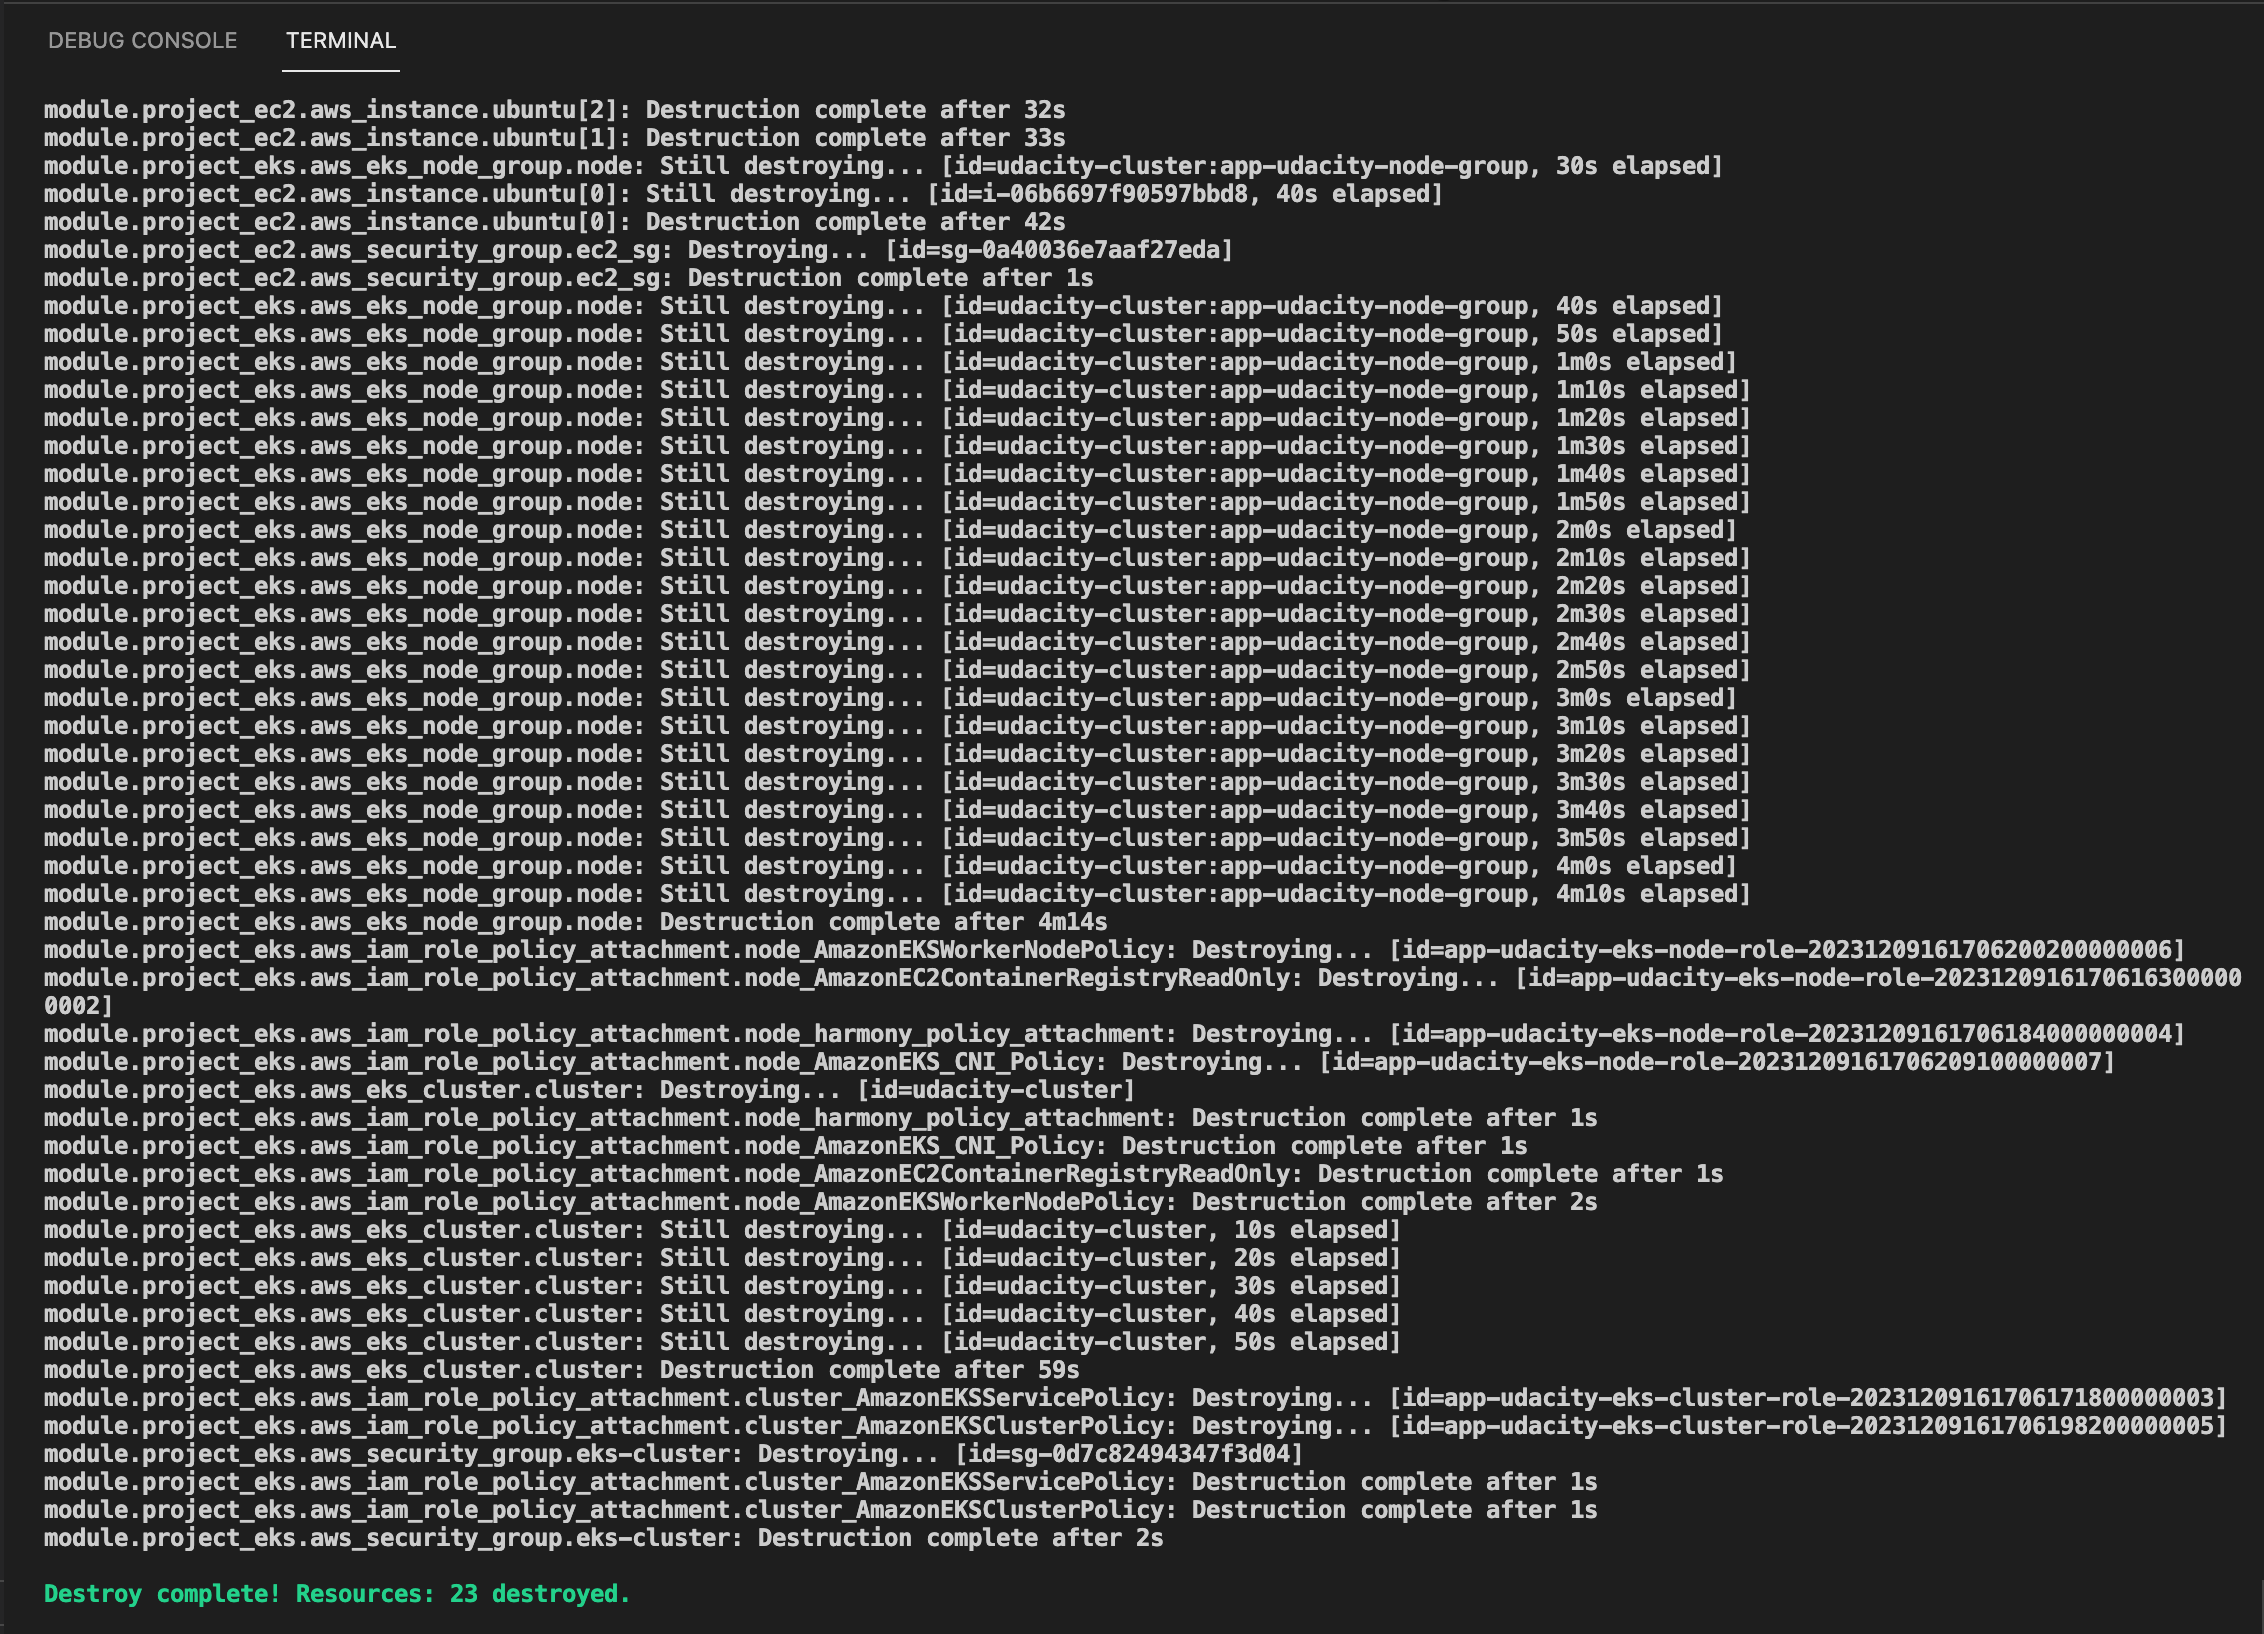 DEBUG CONSOLE TERMINAL
module.project_ec2.aws_instance.ubuntu[2]: Destruction complete after 32s
module.project_ec2.aws_instance.ubuntu[1]: Destruction complete after 33s
module.project_eks.aws_eks_node_group.node: Still destroying... [id=udacity-cluster:app-udacity-node-group, 30s elapsed]
module.project_ec2.aws_instance.ubuntu[0]: Still destroying... [id=i-06b6697f90597bbd8, 40s elapsed]
module.project_ec2.aws_instance.ubuntu[0]: Destruction complete after 42s
module.project_ec2.aws_security_group.ec2_sg: Destroying... [id=sg-0a40036e7aaf27eda]
module.project_ec2.aws_security_group.ec2_sg: Destruction complete after 1s
module.project_eks.aws_eks_node_group.node: Still destroying... [id=udacity-cluster:app-udacity-node-group, 40s elapsed]
module.project_eks.aws_eks_node_group.node: Still destroying... [id=udacity-cluster:app-udacity-node-group, 50s elapsed]
module.project_eks.aws_eks_node_group.node: Still destroying... [id=udacity-cluster:app-udacity-node-group, 1m0s elapsed]
module.project_eks.aws_eks_node_group.node: Still destroying... [id=udacity-cluster:app-udacity-node-group, 1m10s elapsed]
module.project_eks.aws_eks_node_group.node: Still destroying... [id=udacity-cluster:app-udacity-node-group, 1m20s elapsed]
module.project_eks.aws_eks_node_group.node: Still destroying... [id=udacity-cluster:app-udacity-node-group, 1m30s elapsed]
module.project_eks.aws_eks_node_group.node: Still destroying... [id=udacity-cluster:app-udacity-node-group, 1m40s elapsed]
module.project_eks.aws_eks_node_group.node: Still destroying... [id=udacity-cluster:app-udacity-node-group, 1m50s elapsed]
module.project_eks.aws_eks_node_group.node: Still destroying... [id=udacity-cluster:app-udacity-node-group, 2m0s elapsed]
module.project_eks.aws_eks_node_group.node: Still destroying... [id=udacity-cluster:app-udacity-node-group, 2m10s elapsed]
module.project_eks.aws_eks_node_group.node: Still destroying... [id=udacity-cluster:app-udacity-node-group, 2m20s elapsed]
module.project_eks.aws_eks_node_group.node: Still destroying... [id=udacity-cluster:app-udacity-node-group, 2m30s elapsed]
module.project_eks.aws_eks_node_group.node: Still destroying... [id=udacity-cluster:app-udacity-node-group, 2m40s elapsed]
module.project_eks.aws_eks_node_group.node: Still destroying... [id=udacity-cluster:app-udacity-node-group, 2m50s elapsed]
module.project_eks.aws_eks_node_group.node: Still destroying... [id=udacity-cluster:app-udacity-node-group, 3m0s elapsed]
module.project_eks.aws_eks_node_group.node: Still destroying... [id=udacity-cluster:app-udacity-node-group, 3m10s elapsed]
module.project_eks.aws_eks_node_group.node: Still destroying... [id=udacity-cluster:app-udacity-node-group, 3m20s elapsed]
module.project_eks.aws_eks_node_group.node: Still destroying... [id=udacity-cluster:app-udacity-node-group, 3m30s elapsed]
module.project_eks.aws_eks_node_group.node: Still destroying... [id=udacity-cluster:app-udacity-node-group, 3m40s elapsed]
module.project_eks.aws_eks_node_group.node: Still destroying... [id=udacity-cluster:app-udacity-node-group, 3m50s elapsed]
module.project_eks.aws_eks_node_group.node: Still destroying... [id=udacity-cluster:app-udacity-node-group, 4m0s elapsed]
module.project_eks.aws_eks_node_group.node: Still destroying... [id=udacity-cluster:app-udacity-node-group, 4m10s elapsed]
module.project_eks.aws_eks_node_group.node: Destruction complete after 4m14s
module.project_eks.aws_iam_role_policy_attachment.node_AmazonEKSWorkerNodePolicy: Destroying... [id=app-udacity-eks-node-role-20231209161706200200000006]
module.project_eks.aws_iam_role_policy_attachment.node_AmazonEC2ContainerRegistryReadOnly: Destroying... [id=app-udacity-eks-node-role-2023120916170616300000
0002]
module.project_eks.aws_iam_role_policy_attachment.node_harmony_policy_attachment: Destroying... [id=app-udacity-eks-node-role-20231209161706184000000004]
module.project_eks.aws_iam_role_policy_attachment.node_AmazonEKS_CNI_Policy: Destroying... [id=app-udacity-eks-node-role-20231209161706209100000007]
module.project_eks.aws_eks_cluster.cluster: Destroying... [id=udacity-cluster]
module.project_eks.aws_iam_role_policy_attachment.node_harmony_policy_attachment: Destruction complete after 1s
module.project_eks.aws_iam_role_policy_attachment.node_AmazonEKS_CNI_Policy: Destruction complete after 1s
module.project_eks.aws_iam_role_policy_attachment.node_AmazonEC2ContainerRegistryReadOnly: Destruction complete after 1s
module.project_eks.aws_iam_role_policy_attachment.node_AmazonEKSWorkerNodePolicy: Destruction complete after 2s
module.project_eks.aws_eks_cluster.cluster: Still destroying... [id=udacity-cluster, 10s elapsed]
module.project_eks.aws_eks_cluster.cluster: Still destroying... [id=udacity-cluster, 20s elapsed]
module.project_eks.aws_eks_cluster.cluster: Still destroying... [id=udacity-cluster, 30s elapsed]
module.project_eks.aws_eks_cluster.cluster: Still destroying... [id=udacity-cluster, 40s elapsed]
module.project_eks.aws_eks_cluster.cluster: Still destroying... [id=udacity-cluster, 50s elapsed]
module.project_eks.aws_eks_cluster.cluster: Destruction complete after 59s
module.project_eks.aws_iam_role_policy_attachment.cluster_AmazonEKSServicePolicy: Destroying... [id=app-udacity-eks-cluster-role-20231209161706171800000003]
module.project_eks.aws_iam_role_policy_attachment.cluster_AmazonEKSClusterPolicy: Destroying... [id=app-udacity-eks-cluster-role-20231209161706198200000005]
module.project_eks.aws_security_group.eks-cluster: Destroying... [id=sg-0d7c82494347f3d04]
module.project_eks.aws_iam_role_policy_attachment.cluster_AmazonEKSServicePolicy: Destruction complete after 1s
module.project_eks.aws_iam_role_policy_attachment.cluster_AmazonEKSClusterPolicy: Destruction complete after 1s
module.project_eks.aws_security_group.eks-cluster: Destruction complete after 2s
Destroy complete! Resources: 23 destroyed.